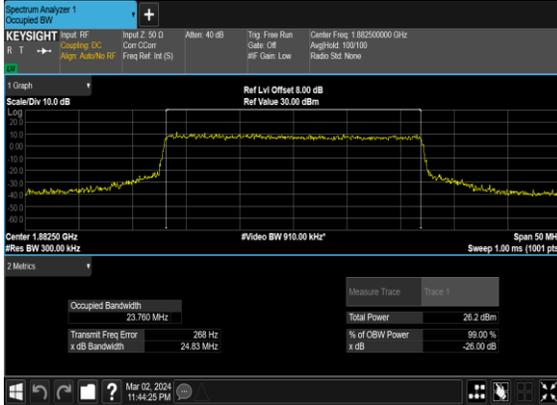 Spectrum Analyzer 1
Occupied BW
+
KEYSIGHT
R T
Input: RF
Coupling: DC
Align: Auto/No RF
Input Z: 50 Ω
Corr CCorr
Freq Ref: Int (S)
Atten: 40 dB
Trig: Free Run
Gate: Off
#IF Gain: Low
Center Freq: 1.882500000 GHz
Avg|Hold: 100/100
Radio Std: None
1 Graph
Scale/Div 10.0 dB
Ref Lvl Offset 8.00 dB
Ref Value 30.00 dBm
Log
20.0
10.0
0.00
-10.0
-20.0
-30.0
-40.0
-50.0
-60.0
Center 1.88250 GHz
#Res BW 300.00 kHz
#Video BW 910.00 kHz*
Span 50 MH
Sweep 1.00 ms (1001 pts
2 Metrics
Measure Trace
Trace 1
Occupied Bandwidth
23.760 MHz
Total Power
26.2 dBm
Transmit Freq Error
268 Hz
% of OBW Power
99.00 %
x dB Bandwidth
24.83 MHz
x dB
-26.00 dB
?
Mar 02, 2024
11:44:25 PM